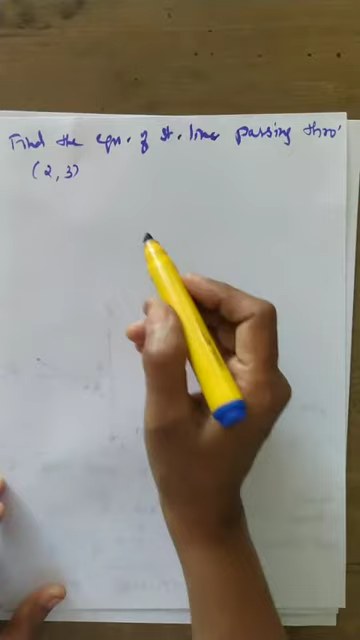 Find the eqn. of st. line passing thro'
(2, 3)